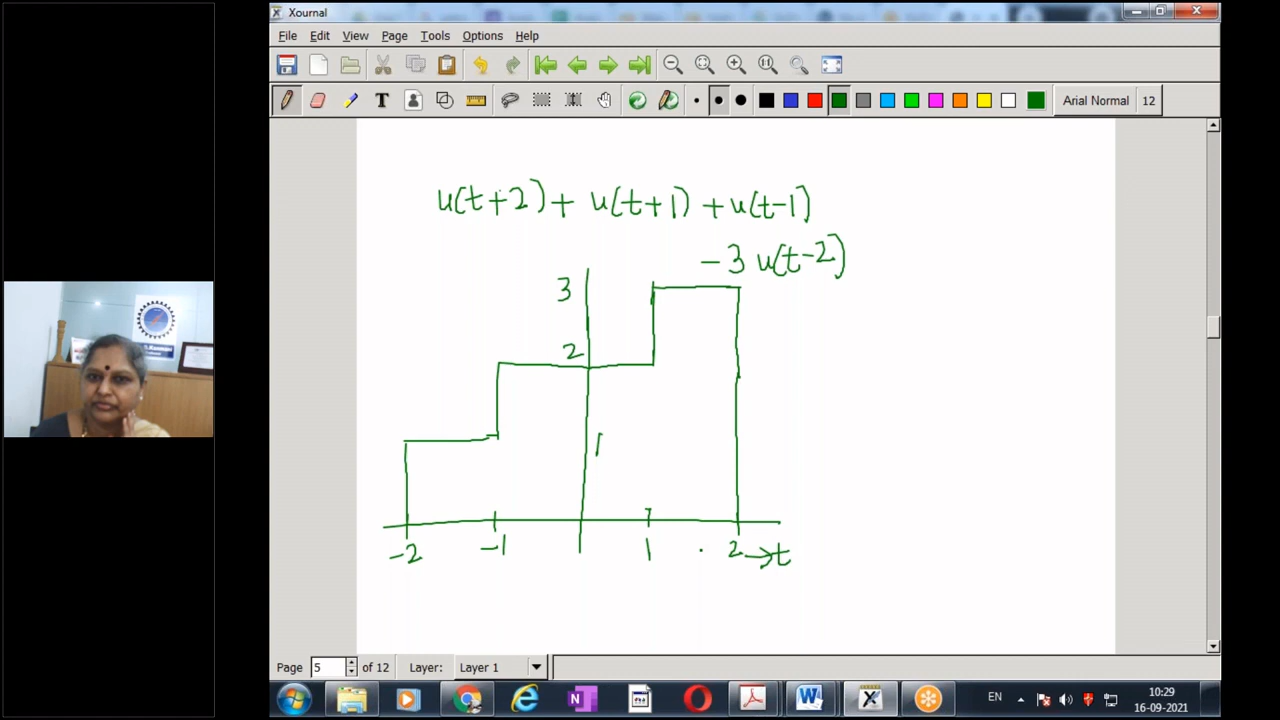 Xournal
File Edit View Page Tools Options Help
Arial Normal 12
u(t+2) + u(t+1) + u(t-1)
-3 u(t-2)
3
2
1
-2 -1 1 2 →t
Page 5 of 12 Layer: Layer 1
EN 10:29
16-09-2021